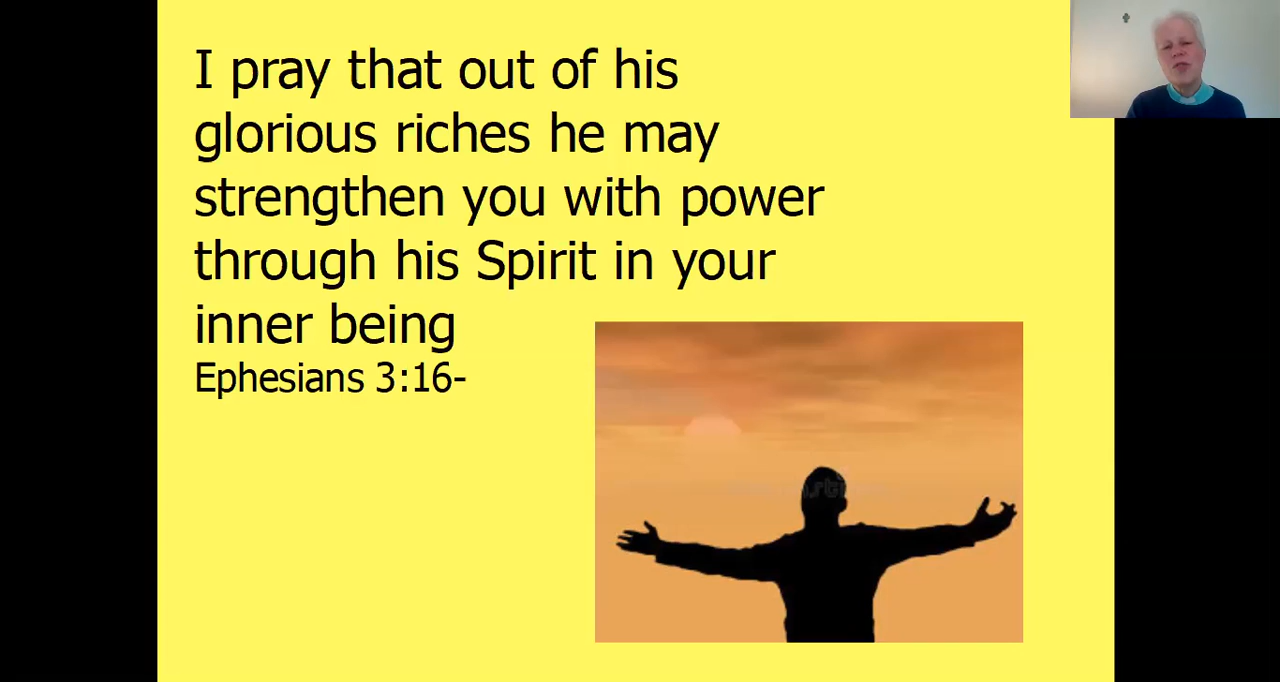 I pray that out of his
glorious riches he may
strengthen you with power
through his Spirit in your
inner being
Ephesians 3:16-